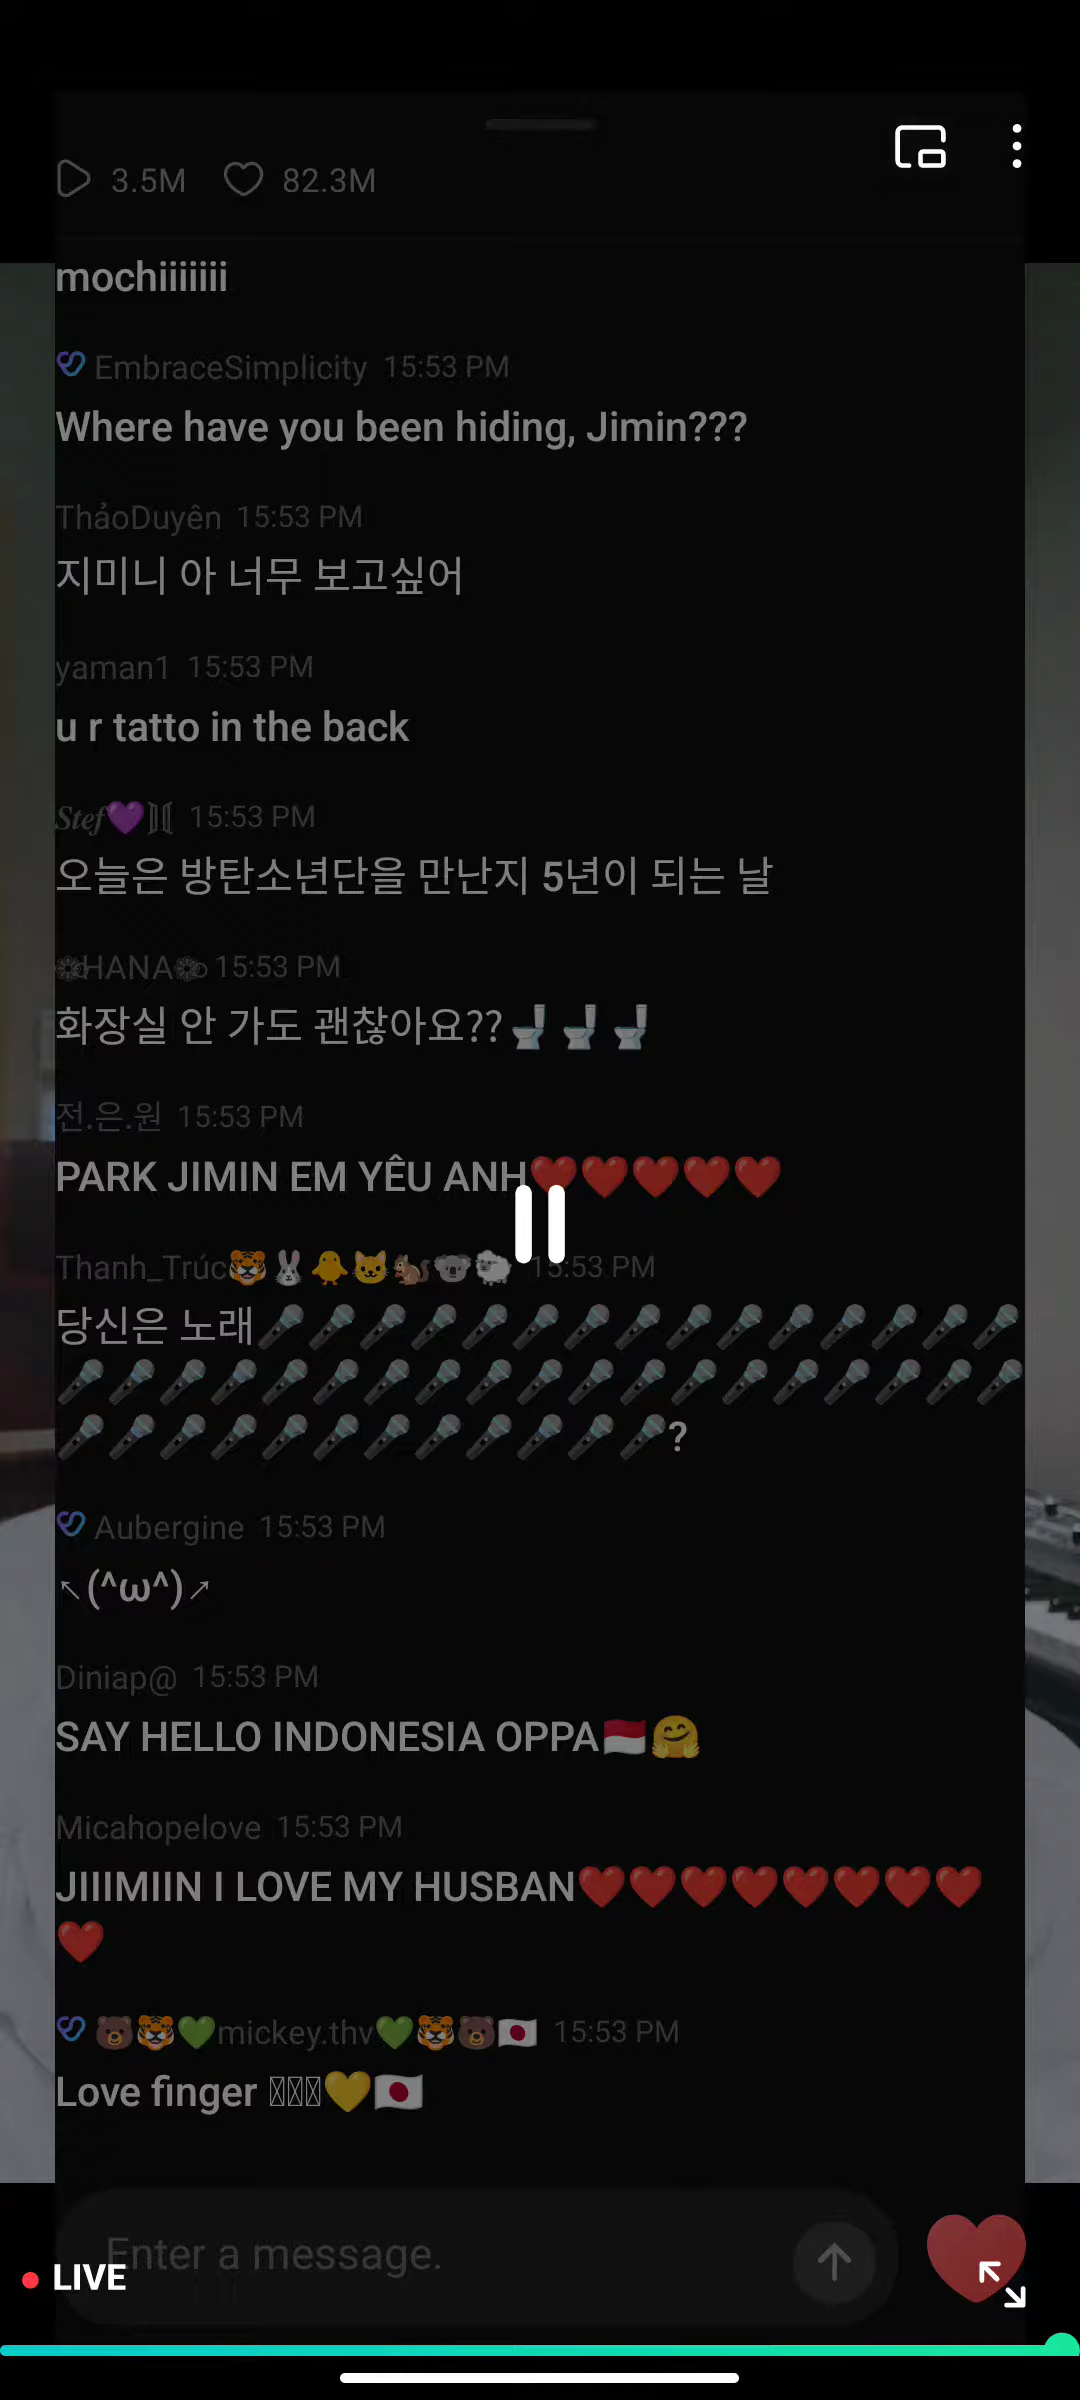 3.5M 82.3M
mochiiiiiii
EmbraceSimplicity 15:53 PM
Where have you been hiding, Jimin???
ThảoDuyên 15:53 PM
지미니 아 너무 보고싶어
yaman1 15:53 PM
u r tatto in the back
Stef💜 15:53 PM
오늘은 방탄소년단을 만난지 5년이 되는 날
HANA 15:53 PM
화장실 안 가도 괜찮아요??🚽🚽🚽
전.은.원 15:53 PM
PARK JIMIN EM YÊU ANH❤️❤️❤️❤️❤️
Thanh_Trúc🐯🐰🐥🐱🐿️🐨🐑 15:53 PM
당신은 노래🎤🎤🎤🎤🎤🎤🎤🎤🎤🎤🎤🎤🎤🎤🎤
🎤🎤🎤🎤🎤🎤🎤🎤🎤🎤🎤🎤🎤🎤🎤🎤🎤🎤🎤
🎤🎤🎤🎤🎤🎤🎤🎤🎤🎤🎤🎤?
Aubergine 15:53 PM
↖(^ω^)↗
Diniap@ 15:53 PM
SAY HELLO INDONESIA OPPA🇮🇩🤗
Micahopelove 15:53 PM
JIIIMIIN I LOVE MY HUSBAN❤️❤️❤️❤️❤️❤️❤️❤️
❤️
🐻🐯💚mickey.thv💚🐯🐻🇯🇵 15:53 PM
Love finger 💛🇯🇵
Enter a message.
LIVE